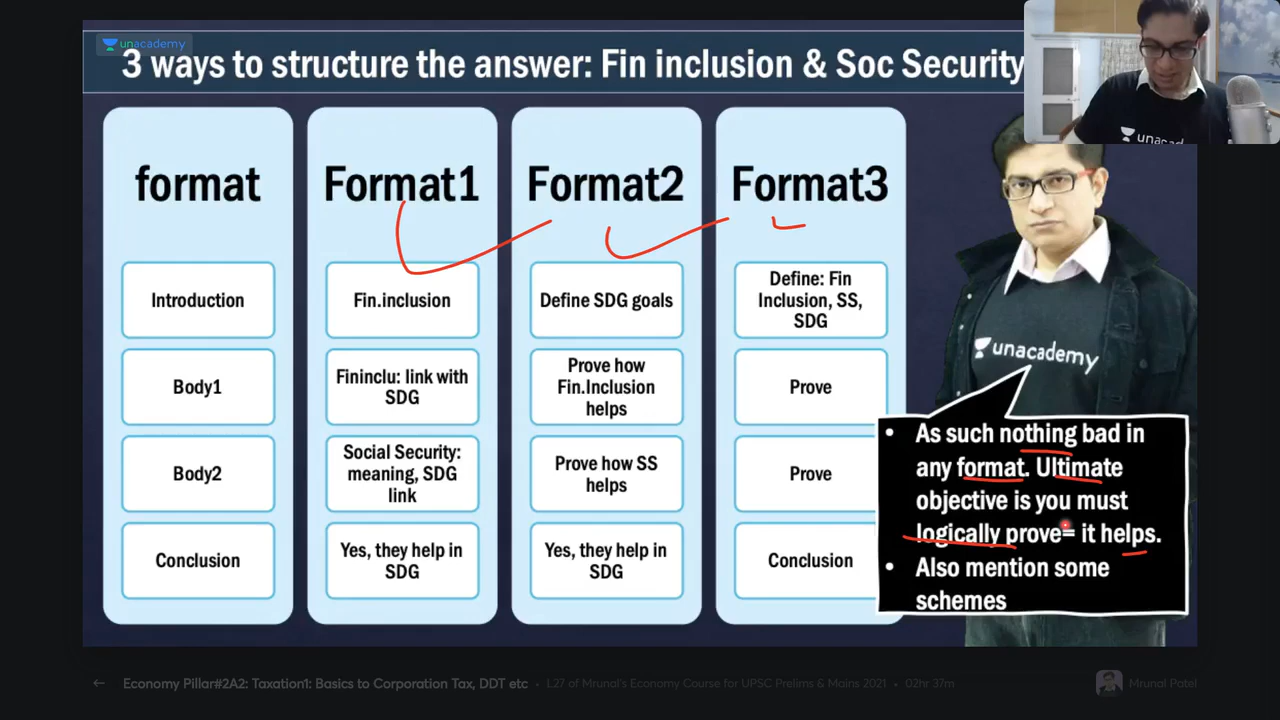 unacademy
3 ways to structure the answer: Fin inclusion & Soc Security
unacademy
format
Format1
Format2
Format3
Introduction
Fin.inclusion
Define SDG goals
Define: Fin
Inclusion, SS,
SDG
Body1
Fininclu: link with
SDG
Prove how
Fin.Inclusion
helps
Prove
Body2
Social Security:
meaning, SDG
link
Prove how SS
helps
Prove
Conclusion
Yes, they help in
SDG
Yes, they help in
SDG
Conclusion
unacademy
• As such nothing bad in
any format. Ultimate
objective is you must
logically prove= it helps.
• Also mention some
schemes
← Economy Pillar#2A2: Taxation1: Basics to Corporation Tax, DDT etc • L27 of Mrunal's Economy Course for UPSC Prelims & Mains 2021 • 02hr 37m
Mrunal Patel